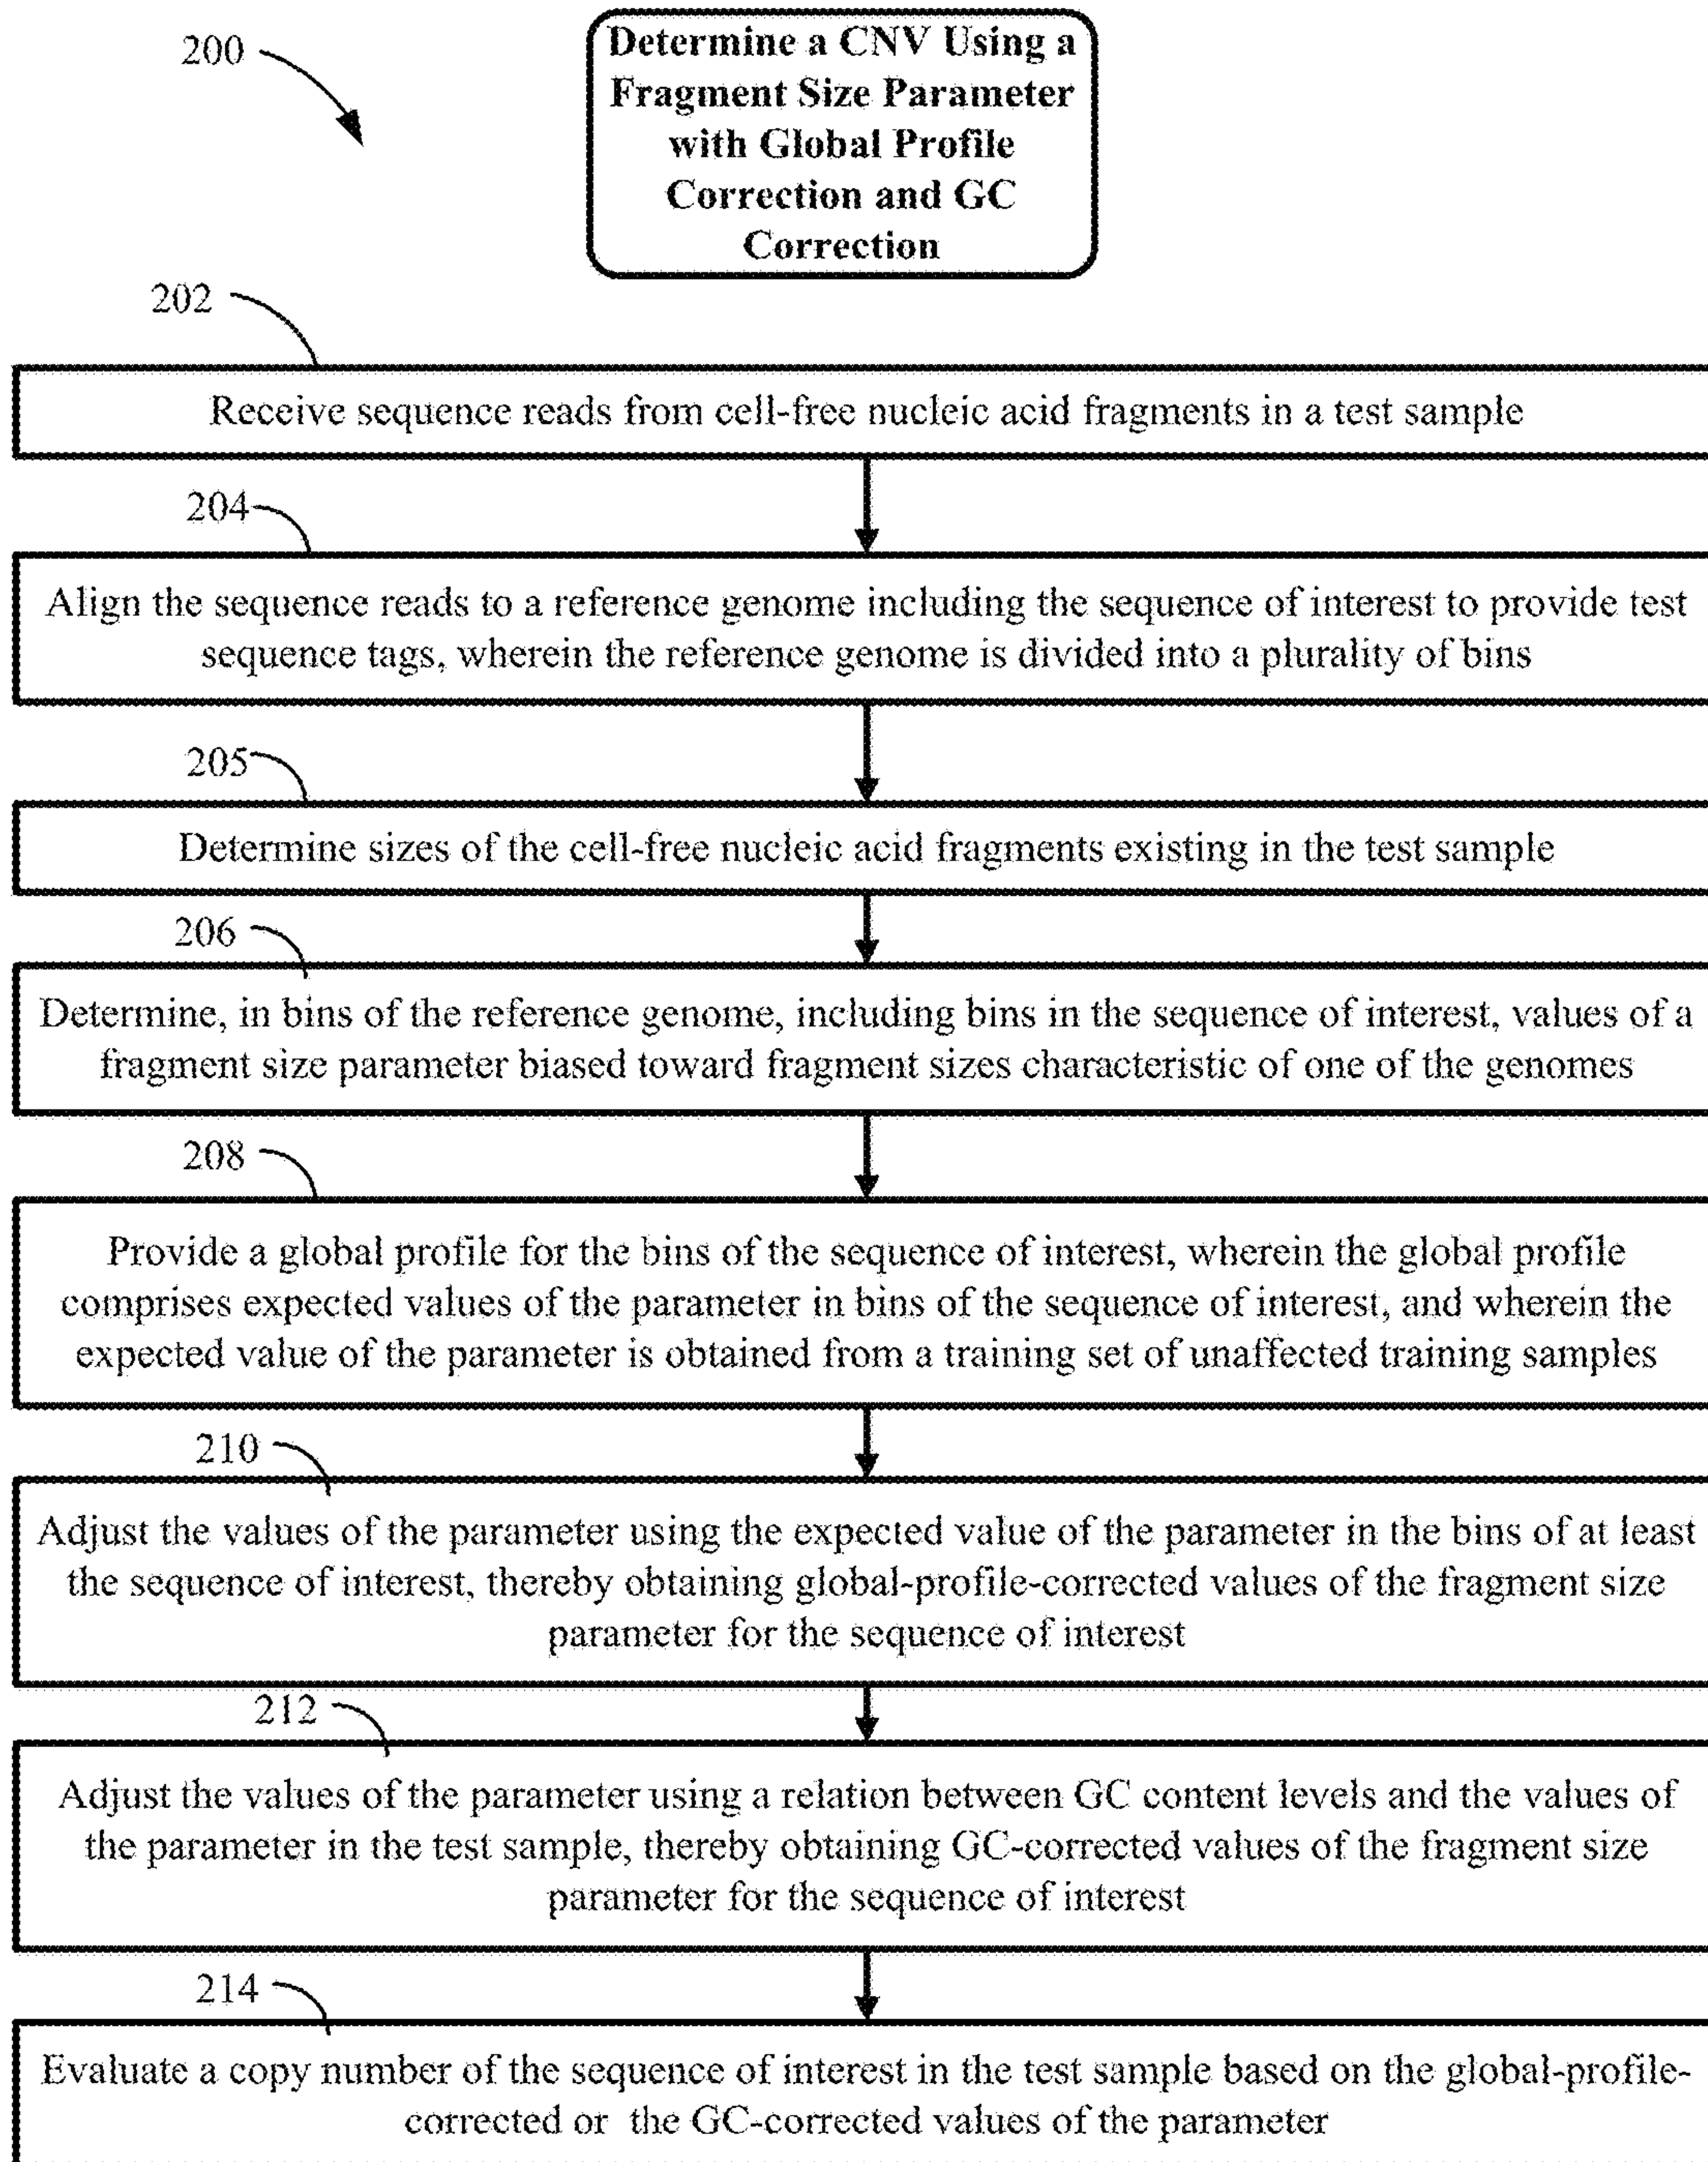 200
Determine a CNV Using a
Fragment Size Parameter
with Global Profile
Correction and GC
Correction
202
Receive sequence reads from cell-free nucleic acid fragments in a test sample
204
Align the sequence reads to a reference genome including the sequence of interest to provide test
sequence tags, wherein the reference genome is divided into a plurality of bins
205
Determine sizes of the cell-free nucleic acid fragments existing in the test sample
206
Determine, in bins of the reference genome, including bins in the sequence of interest, values of a
fragment size parameter biased toward fragment sizes characteristic of one of the genomes
208
Provide a global profile for the bins of the sequence of interest, wherein the global profile
comprises expected values of the parameter in bins of the sequence of interest, and wherein the
expected value of the parameter is obtained from a training set of unaffected training samples
210
Adjust the values of the parameter using the expected value of the parameter in the bins of at least
the sequence of interest, thereby obtaining global-profile-corrected values of the fragment size
parameter for the sequence of interest
212
Adjust the values of the parameter using a relation between GC content levels and the values of
the parameter in the test sample, thereby obtaining GC-corrected values of the fragment size
parameter for the sequence of interest
214
Evaluate a copy number of the sequence of interest in the test sample based on the global-profile-
corrected or the GC-corrected values of the parameter